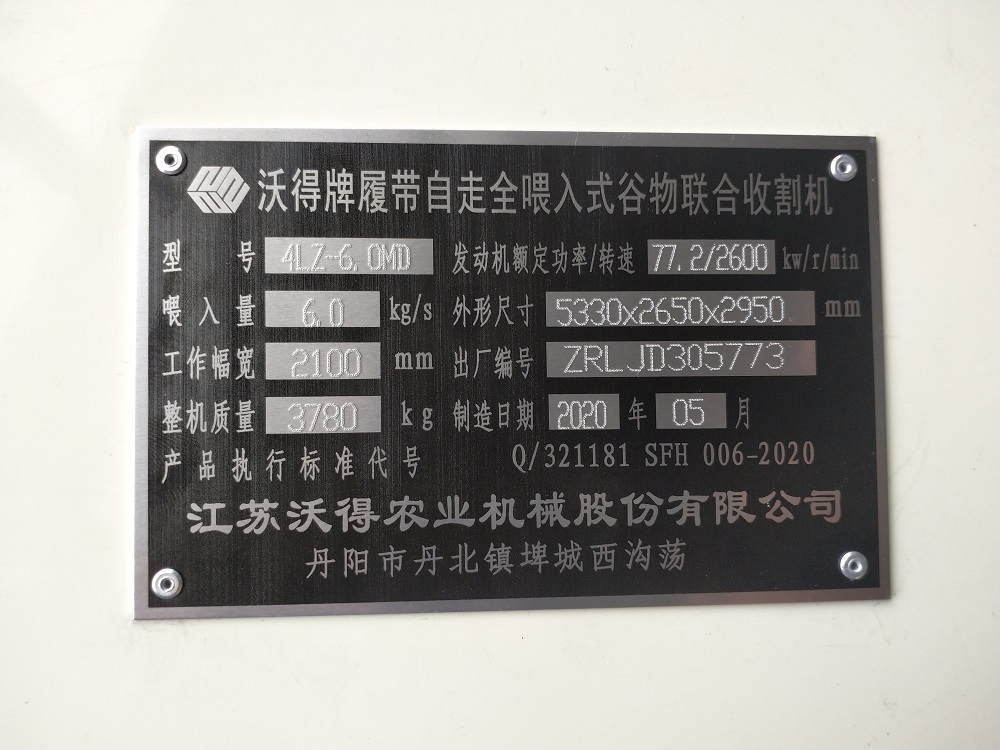 沃得牌履带自走全喂入式谷物联合收割机
型 号 4LZ-6.0MD 发动机额定功率/转速 77.2/2600 kw/r/min
喂入量 6.0 kg/s 外形尺寸 5330x2650x2950 mm
工作幅宽 2100 mm 出厂编号 ZRLJD305773
整机质量 3780 kg 制造日期 2020 年 05 月
产品执行标准代号 Q/321181 SFH 006-2020
江苏沃得农业机械股份有限公司
丹阳市丹北镇埤城西沟荡